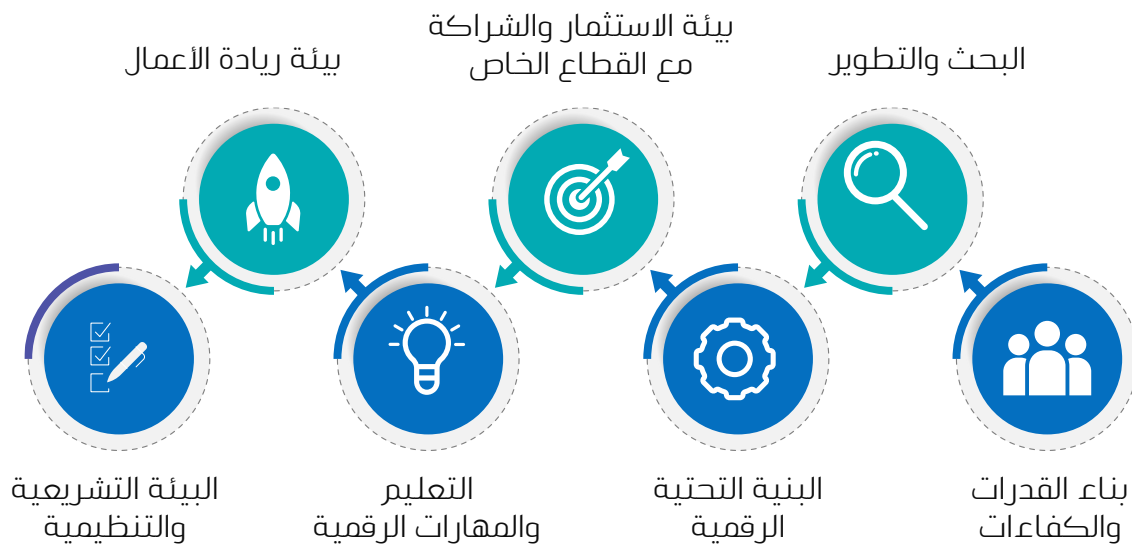 البحث والتطوير
بيئة الاستثمار والشراكة
مع القطاع الخاص
بيئة ريادة الأعمال
بناء القدرات
والكفاءات
البنية التحتية
الرقمية
التعليم
والمهارات الرقمية
البيئة التشريعية
والتنظيمية